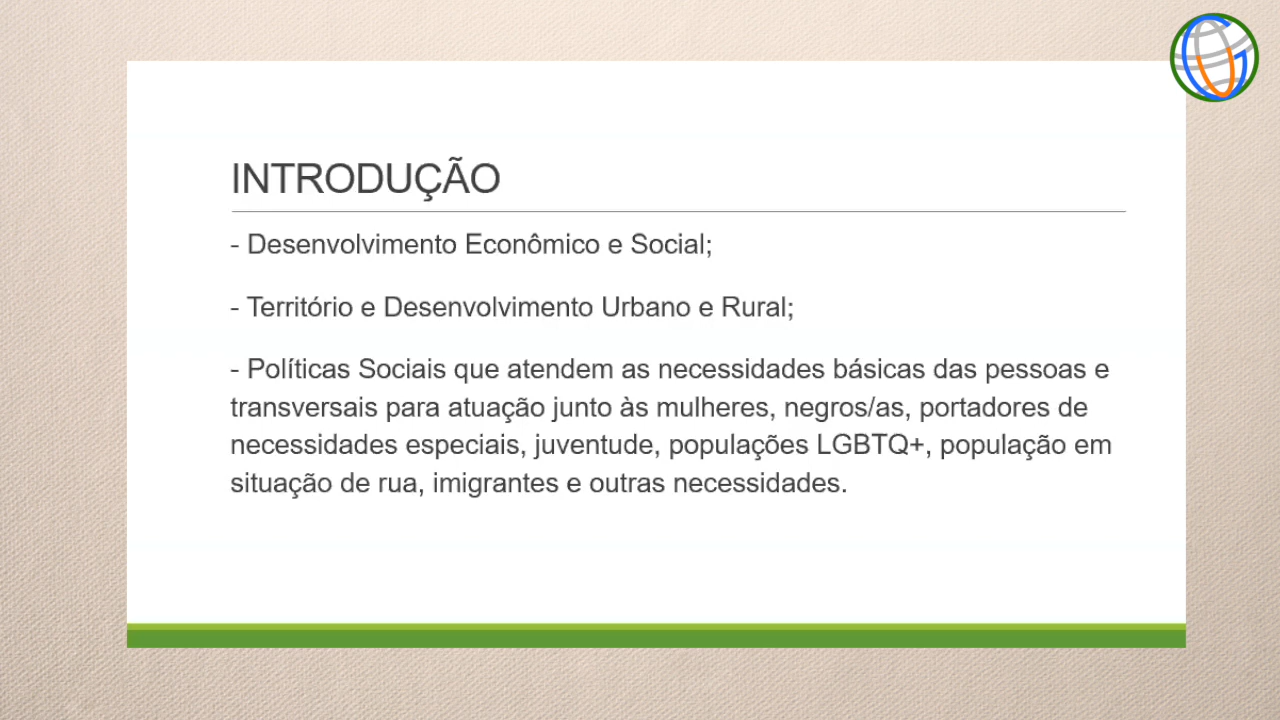 INTRODUÇÃO
- Desenvolvimento Econômico e Social;
- Território e Desenvolvimento Urbano e Rural;
- Políticas Sociais que atendem as necessidades básicas das pessoas e
transversais para atuação junto às mulheres, negros/as, portadores de
necessidades especiais, juventude, populações LGBTQ+, população em
situação de rua, imigrantes e outras necessidades.